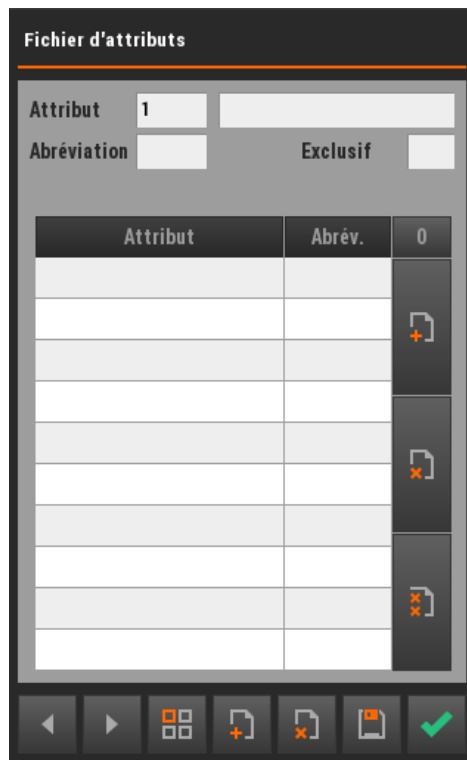 Fichier d'attributs
Attribut 1
Abréviation Exclusif
Attribut Abrév. 0